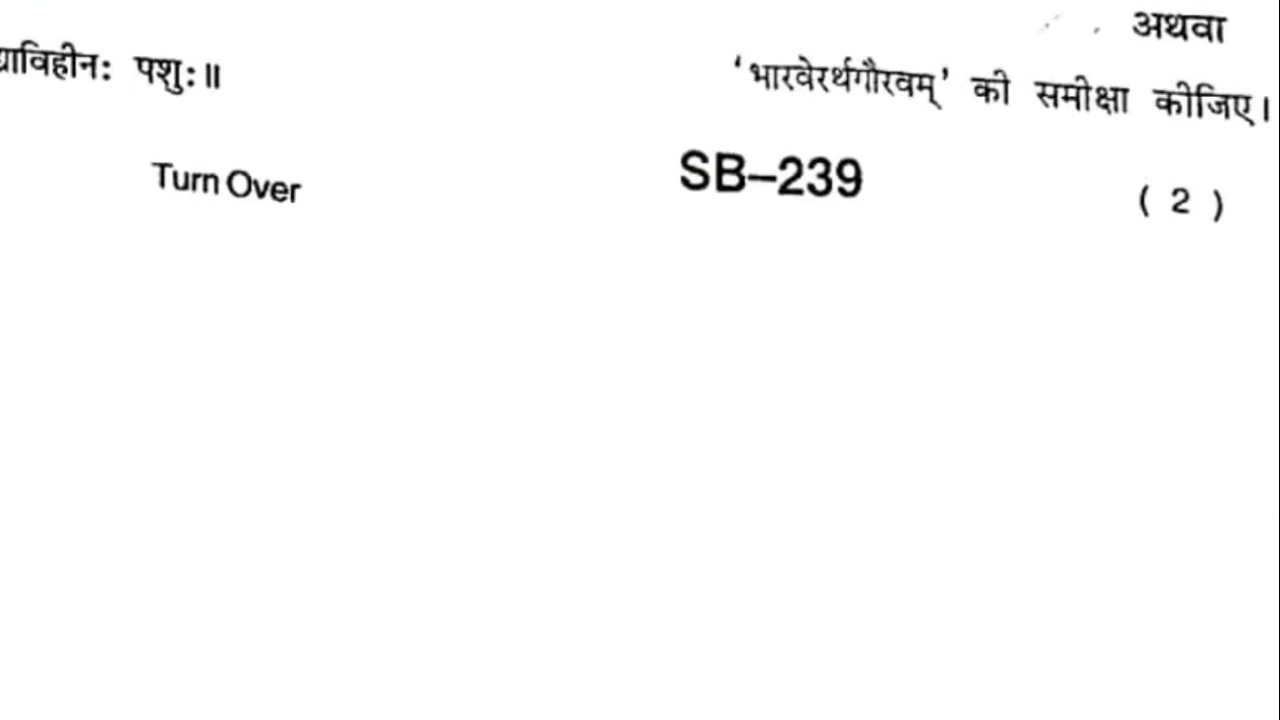 अथवा
विहीनः पशुः॥
'भारवेरर्थगौरवम्' की समीक्षा कीजिए।
Turn Over
SB–239
( 2 )